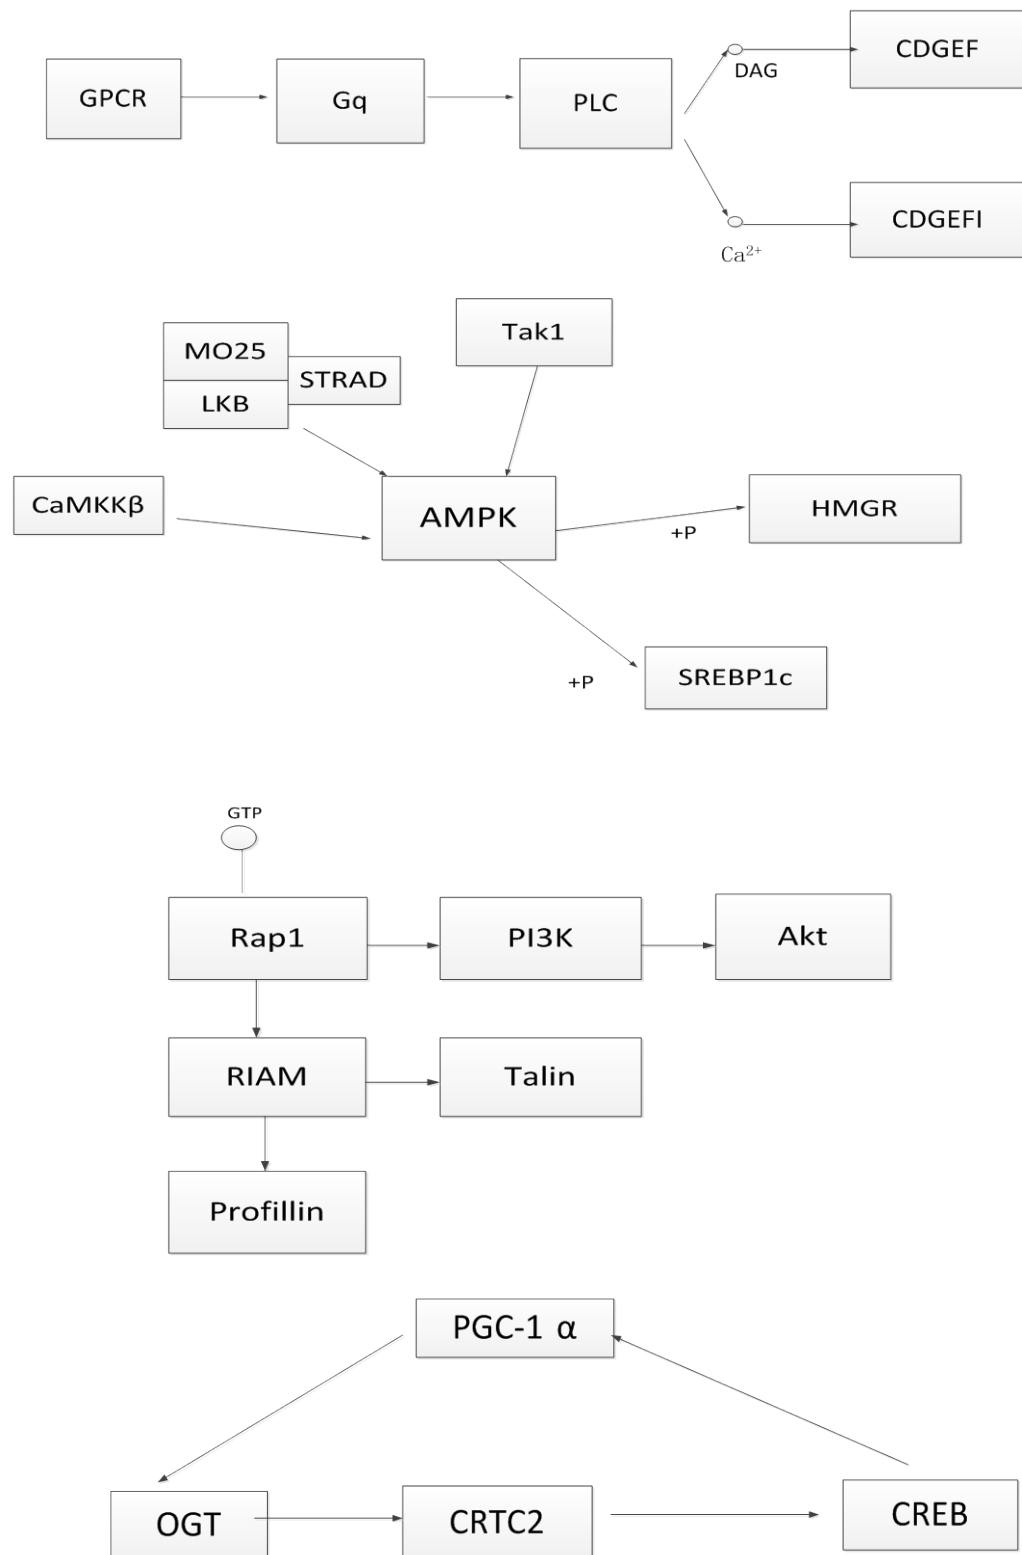 CDGEF
DAG
GPCR
Gq
PLC
CDGEFI
Ca²⁺
Tak1
MO25
STRAD
LKB
CaMKKβ
AMPK
HMGR
+P
SREBP1c
+P
GTP
Rap1
PI3K
Akt
RIAM
Talin
Profillin
PGC-1 α
OGT
CRTC2
CREB